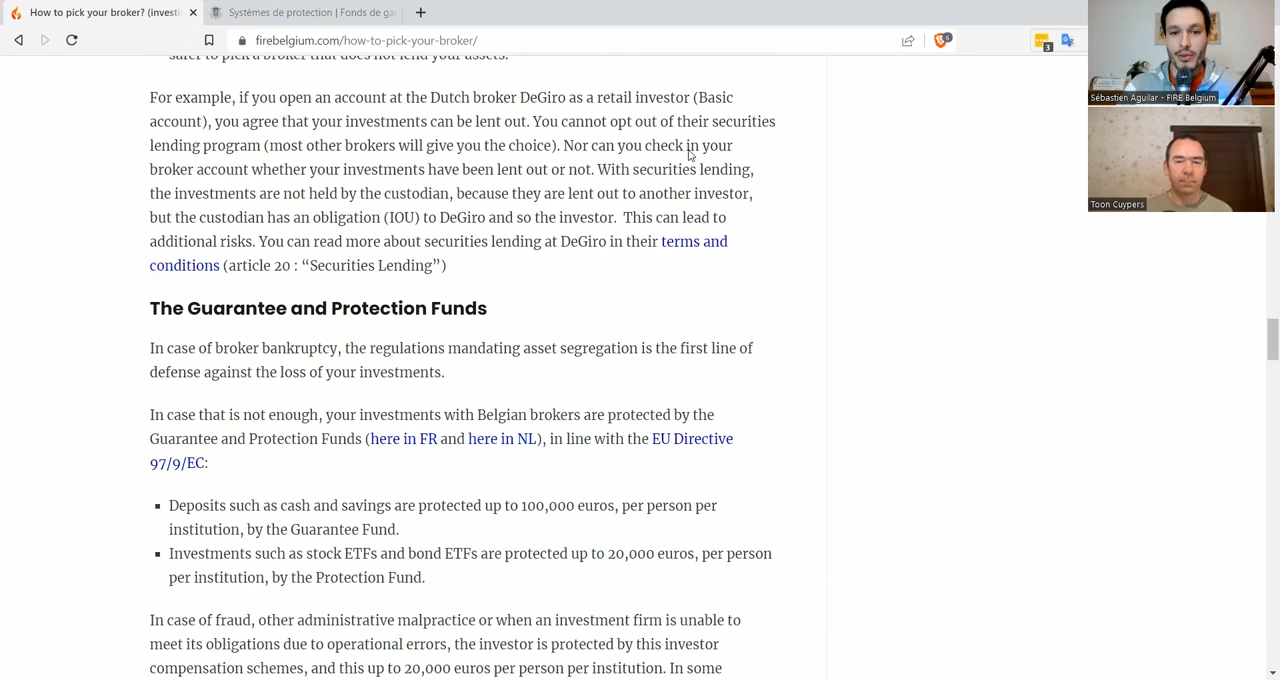 How to pick your broker? (investi
Systèmes de protection | Fonds de ga
firebelgium.com/how-to-pick-your-broker/
6
3
Sébastien Aguilar - FIRE Belgium
Toon Cuypers
safer to pick a broker that does not lend your assets.
For example, if you open an account at the Dutch broker DeGiro as a retail investor (Basic
account), you agree that your investments can be lent out. You cannot opt out of their securities
lending program (most other brokers will give you the choice). Nor can you check in your
broker account whether your investments have been lent out or not. With securities lending,
the investments are not held by the custodian, because they are lent out to another investor,
but the custodian has an obligation (IOU) to DeGiro and so the investor.  This can lead to
additional risks. You can read more about securities lending at DeGiro in their terms and
conditions (article 20 : “Securities Lending”)
The Guarantee and Protection Funds
In case of broker bankruptcy, the regulations mandating asset segregation is the first line of
defense against the loss of your investments.
In case that is not enough, your investments with Belgian brokers are protected by the
Guarantee and Protection Funds (here in FR and here in NL), in line with the EU Directive
97/9/EC:
▪ Deposits such as cash and savings are protected up to 100,000 euros, per person per
institution, by the Guarantee Fund.
▪ Investments such as stock ETFs and bond ETFs are protected up to 20,000 euros, per person
per institution, by the Protection Fund.
In case of fraud, other administrative malpractice or when an investment firm is unable to
meet its obligations due to operational errors, the investor is protected by this investor
compensation schemes, and this up to 20,000 euros per person per institution. In some